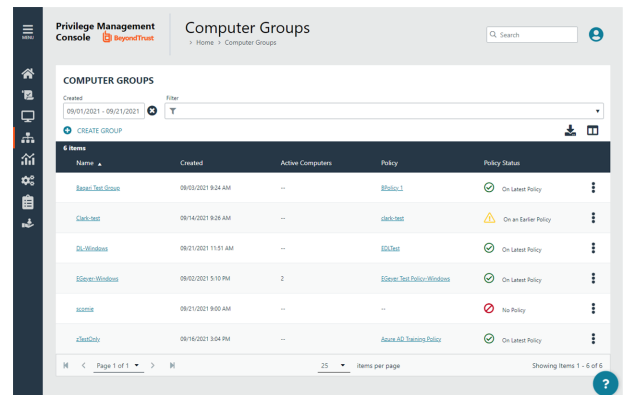 MENU
Privilege Management
Console BeyondTrust
Computer Groups
Home Computer Groups
Search
COMPUTER GROUPS
Created Filter
09/01/2021 - 09/21/2021
CREATE GROUP
6 items
Name Created Active Computers Policy Policy Status
Basari Test Group 09/03/2021 9:24 AM -- BPolicy 1 On Latest Policy
Clark-test 09/14/2021 9:26 AM -- clark-test On an Earlier Policy
DL-Windows 09/21/2021 11:51 AM -- EDLTest On Latest Policy
EGever-Windows 09/02/2021 5:10 PM 2 EGever Test Policy-Windows On Latest Policy
09/21/2021 9:00 AM -- -- No Policy
zTestOnly 09/16/2021 3:04 PM -- Azure AD Training Policy On Latest Policy
Page 1 of 1 25 items per page Showing Items 1 - 6 of 6
?